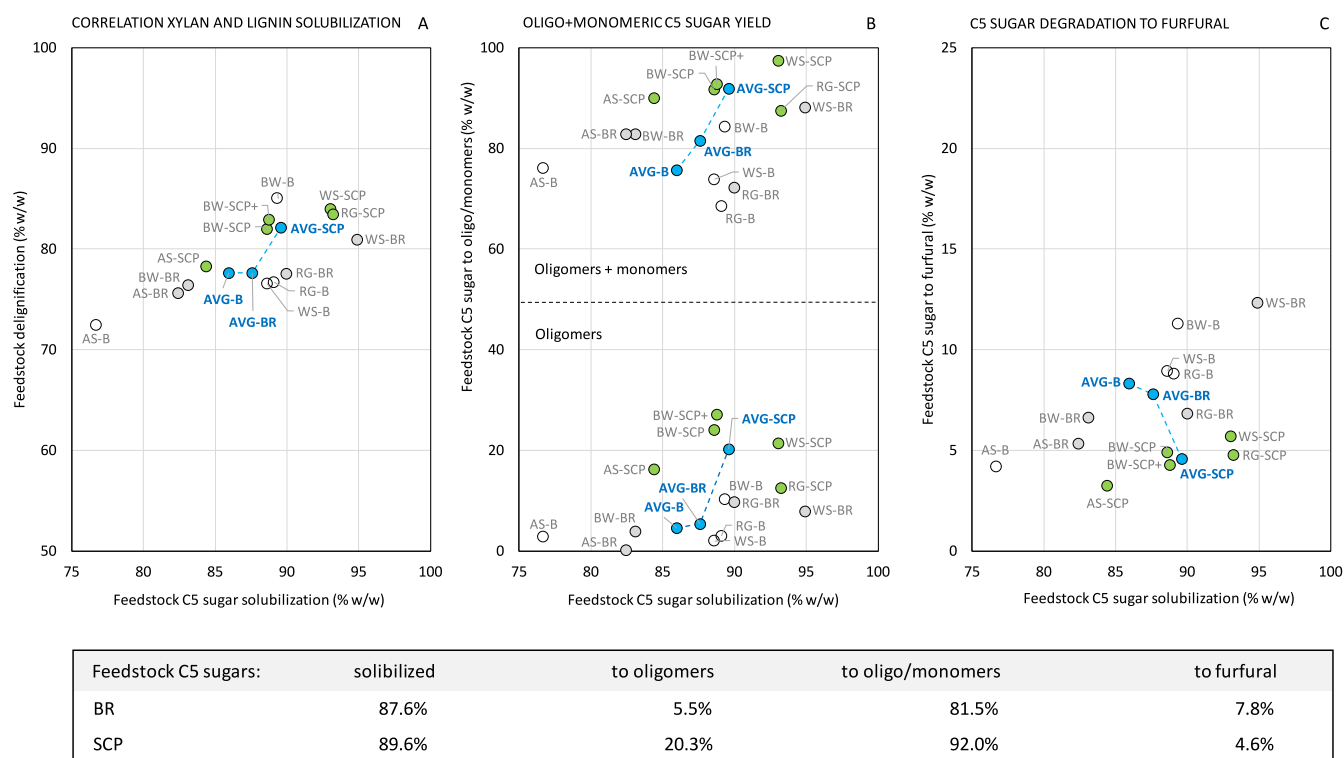 CORRELATION XYLAN AND LIGNIN SOLUBILIZATION A
100
90
80
70
60
50
75 80 85 90 95 100
Feedstock delignification (% w/w)
Feedstock C5 sugar solubilization (% w/w)
BW-B
WS-SCP
BW-SCP+
RG-SCP
BW-SCP
AVG-SCP
WS-BR
AS-SCP
BW-BR
RG-BR
AS-BR
RG-B
AVG-B
WS-B
AVG-BR
AS-B
OLIGO+MONOMERIC C5 SUGAR YIELD B
100
80
60
40
20
0
75 80 85 90 95 100
Feedstock C5 sugar to oligo/monomers (% w/w)
Feedstock C5 sugar solubilization (% w/w)
BW-SCP+
WS-SCP
BW-SCP
AVG-SCP
RG-SCP
AS-SCP
WS-BR
BW-B
AS-BR
BW-BR
AVG-BR
AVG-B
WS-B
AS-B
RG-BR
RG-B
Oligomers + monomers
Oligomers
BW-SCP+
AVG-SCP
BW-SCP
WS-SCP
AS-SCP
AVG-BR
BW-B
RG-SCP
AVG-B
RG-BR
WS-BR
AS-B
BW-BR
RG-B
AS-BR
WS-B
C5 SUGAR DEGRADATION TO FURFURAL C
25
20
15
10
5
0
75 80 85 90 95 100
Feedstock C5 sugar to furfural (% w/w)
Feedstock C5 sugar solubilization (% w/w)
WS-BR
BW-B
WS-B
RG-B
AVG-B
AVG-BR
BW-BR
RG-BR
AS-BR
WS-SCP
AS-B
BW-SCP
RG-SCP
BW-SCP+
AVG-SCP
AS-SCP
Feedstock C5 sugars: solibilized to oligomers to oligo/monomers to furfural
BR 87.6% 5.5% 81.5% 7.8%
SCP 89.6% 20.3% 92.0% 4.6%